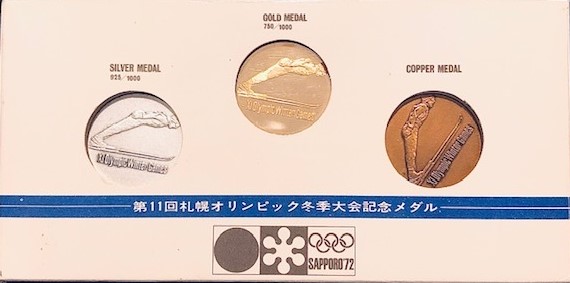 GOLD MEDAL
750/1000
SILVER MEDAL
925/1000
COPPER MEDAL
XI Olympic Winter Games
XI Olympic Winter Games
XI Olympic Winter Games
第11回札幌オリンピック冬季大会記念メダル
SAPPORO'72